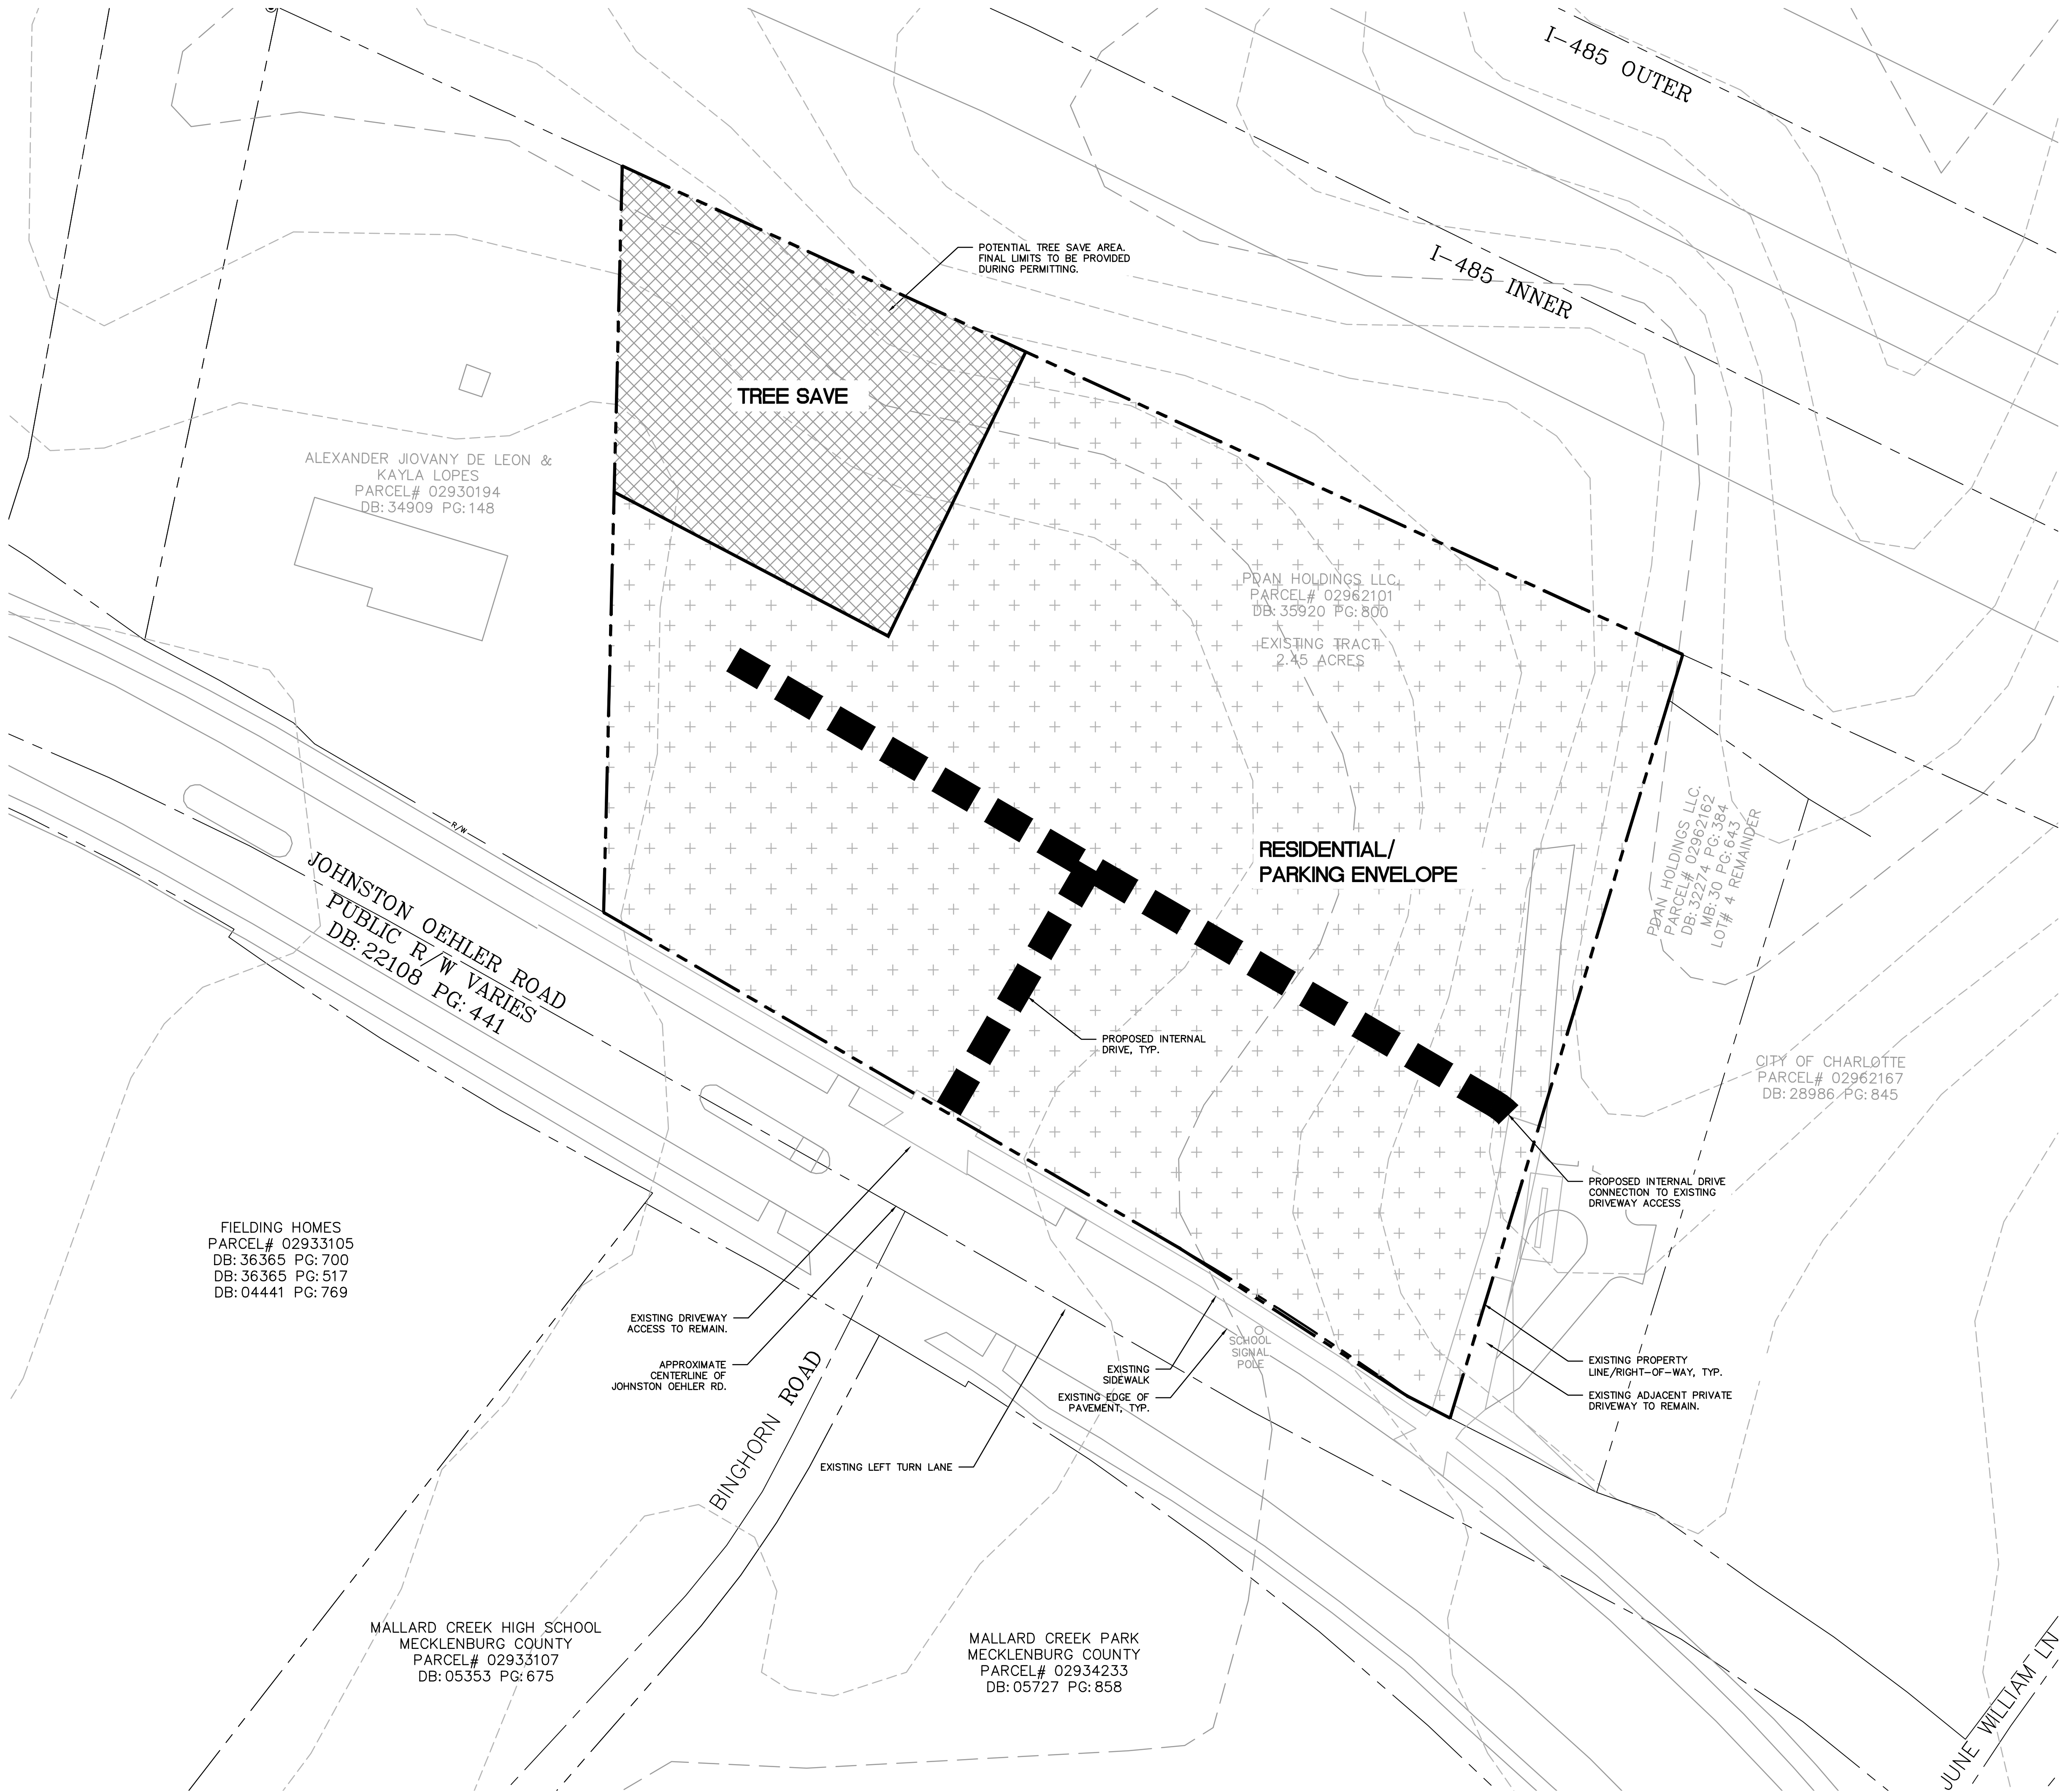 I-485 OUTER
I-485 INNER
POTENTIAL TREE SAVE AREA.
FINAL LIMITS TO BE PROVIDED
DURING PERMITTING.
TREE SAVE
ALEXANDER JIOVANY DE LEON &
KAYLA LOPES
PARCEL# 02930194
DB: 34909 PG: 148
PDAN HOLDINGS LLC.
PARCEL# 02962101
DB: 35920 PG: 800
EXISTING TRACT
2.45 ACRES
R/W
RESIDENTIAL/
PARKING ENVELOPE
PDAN HOLDINGS LLC.
PARCEL# 02962162
DB: 32274 PG: 384
MB: 30 PG: 643
LOT# 4 REMAINDER
JOHNSTON OEHLER ROAD
PUBLIC R/W VARIES
DB: 22108 PG: 441
PROPOSED INTERNAL
DRIVE, TYP.
CITY OF CHARLOTTE
PARCEL# 02962167
DB: 28986 PG: 845
PROPOSED INTERNAL DRIVE
CONNECTION TO EXISTING
DRIVEWAY ACCESS
FIELDING HOMES
PARCEL# 02933105
DB: 36365 PG: 700
DB: 36365 PG: 517
DB: 04441 PG: 769
EXISTING DRIVEWAY
ACCESS TO REMAIN.
APPROXIMATE
CENTERLINE OF
JOHNSTON OEHLER RD.
SCHOOL
SIGNAL
POLE
EXISTING
SIDEWALK
EXISTING EDGE OF
PAVEMENT, TYP.
EXISTING PROPERTY
LINE/RIGHT-OF-WAY, TYP.
EXISTING ADJACENT PRIVATE
DRIVEWAY TO REMAIN.
BINGHORN ROAD
EXISTING LEFT TURN LANE
MALLARD CREEK HIGH SCHOOL
MECKLENBURG COUNTY
PARCEL# 02933107
DB: 05353 PG: 675
MALLARD CREEK PARK
MECKLENBURG COUNTY
PARCEL# 02934233
DB: 05727 PG: 858
JUNE WILLIAM LN